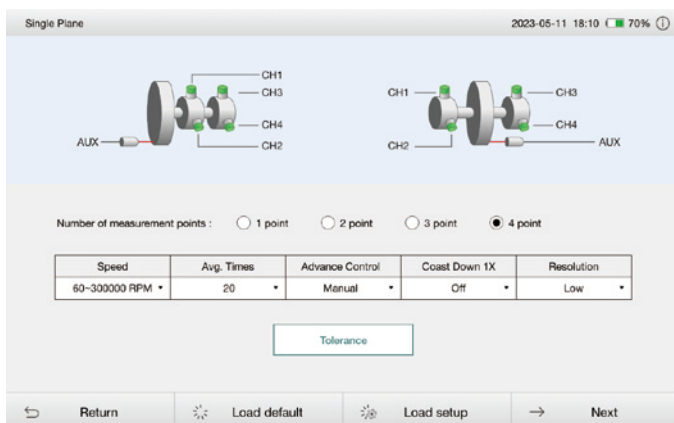 Single Plane 2023-05-11 18:10 70%
CH1
CH3
CH4
CH2
AUX
CH1
CH3
CH4
CH2
AUX
Number of measurement points : 1 point 2 point 3 point 4 point
Speed Avg. Times Advance Control Coast Down 1X Resolution
60~300000 RPM 20 Manual Off Low
Tolerance
Return Load default Load setup Next